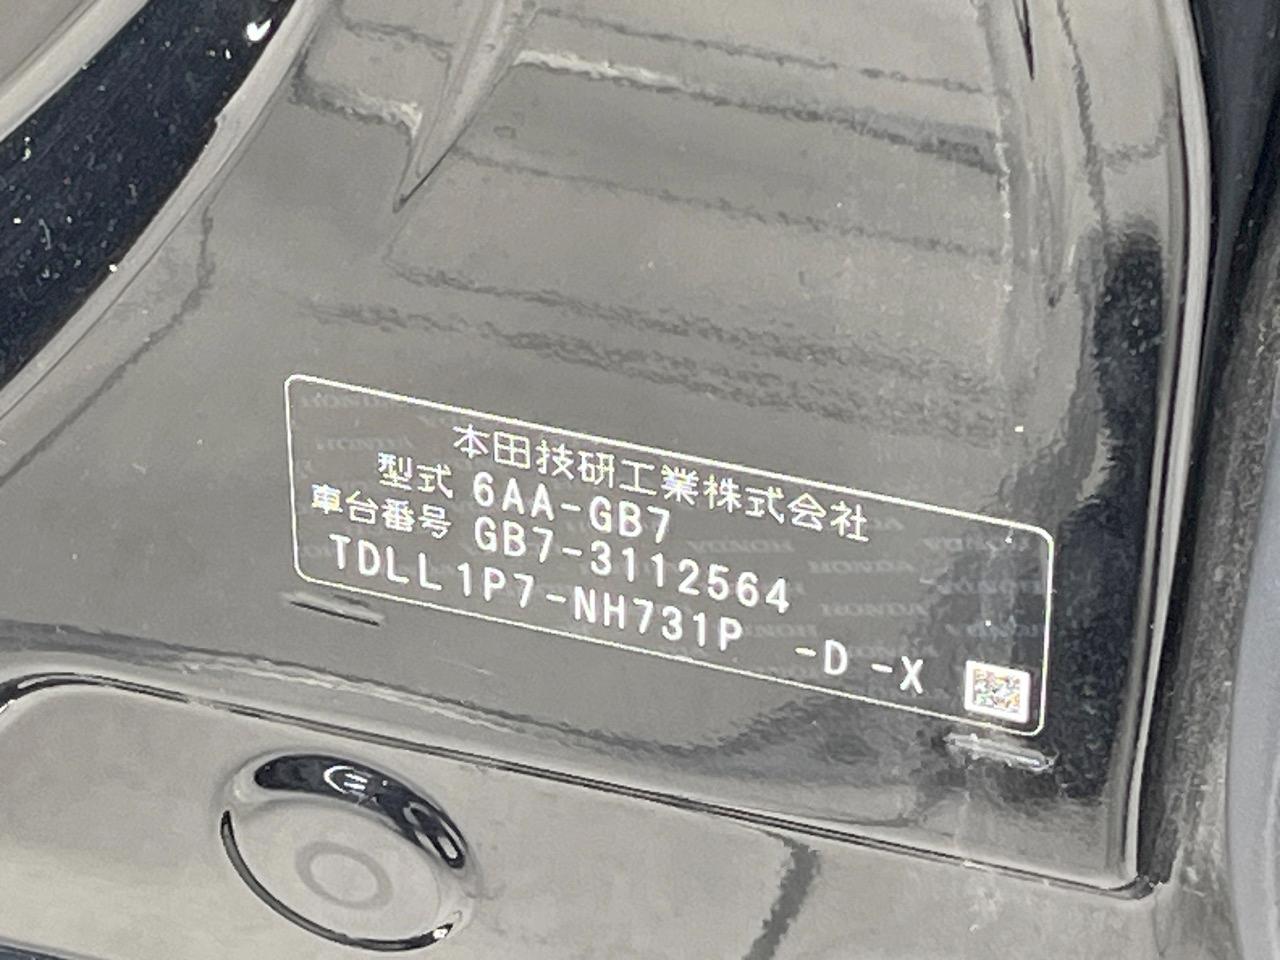 本田技研工業株式会社
型式 6AA-GB7
車台番号 GB7-3112564
TDLL1P7-NH731P -D -X